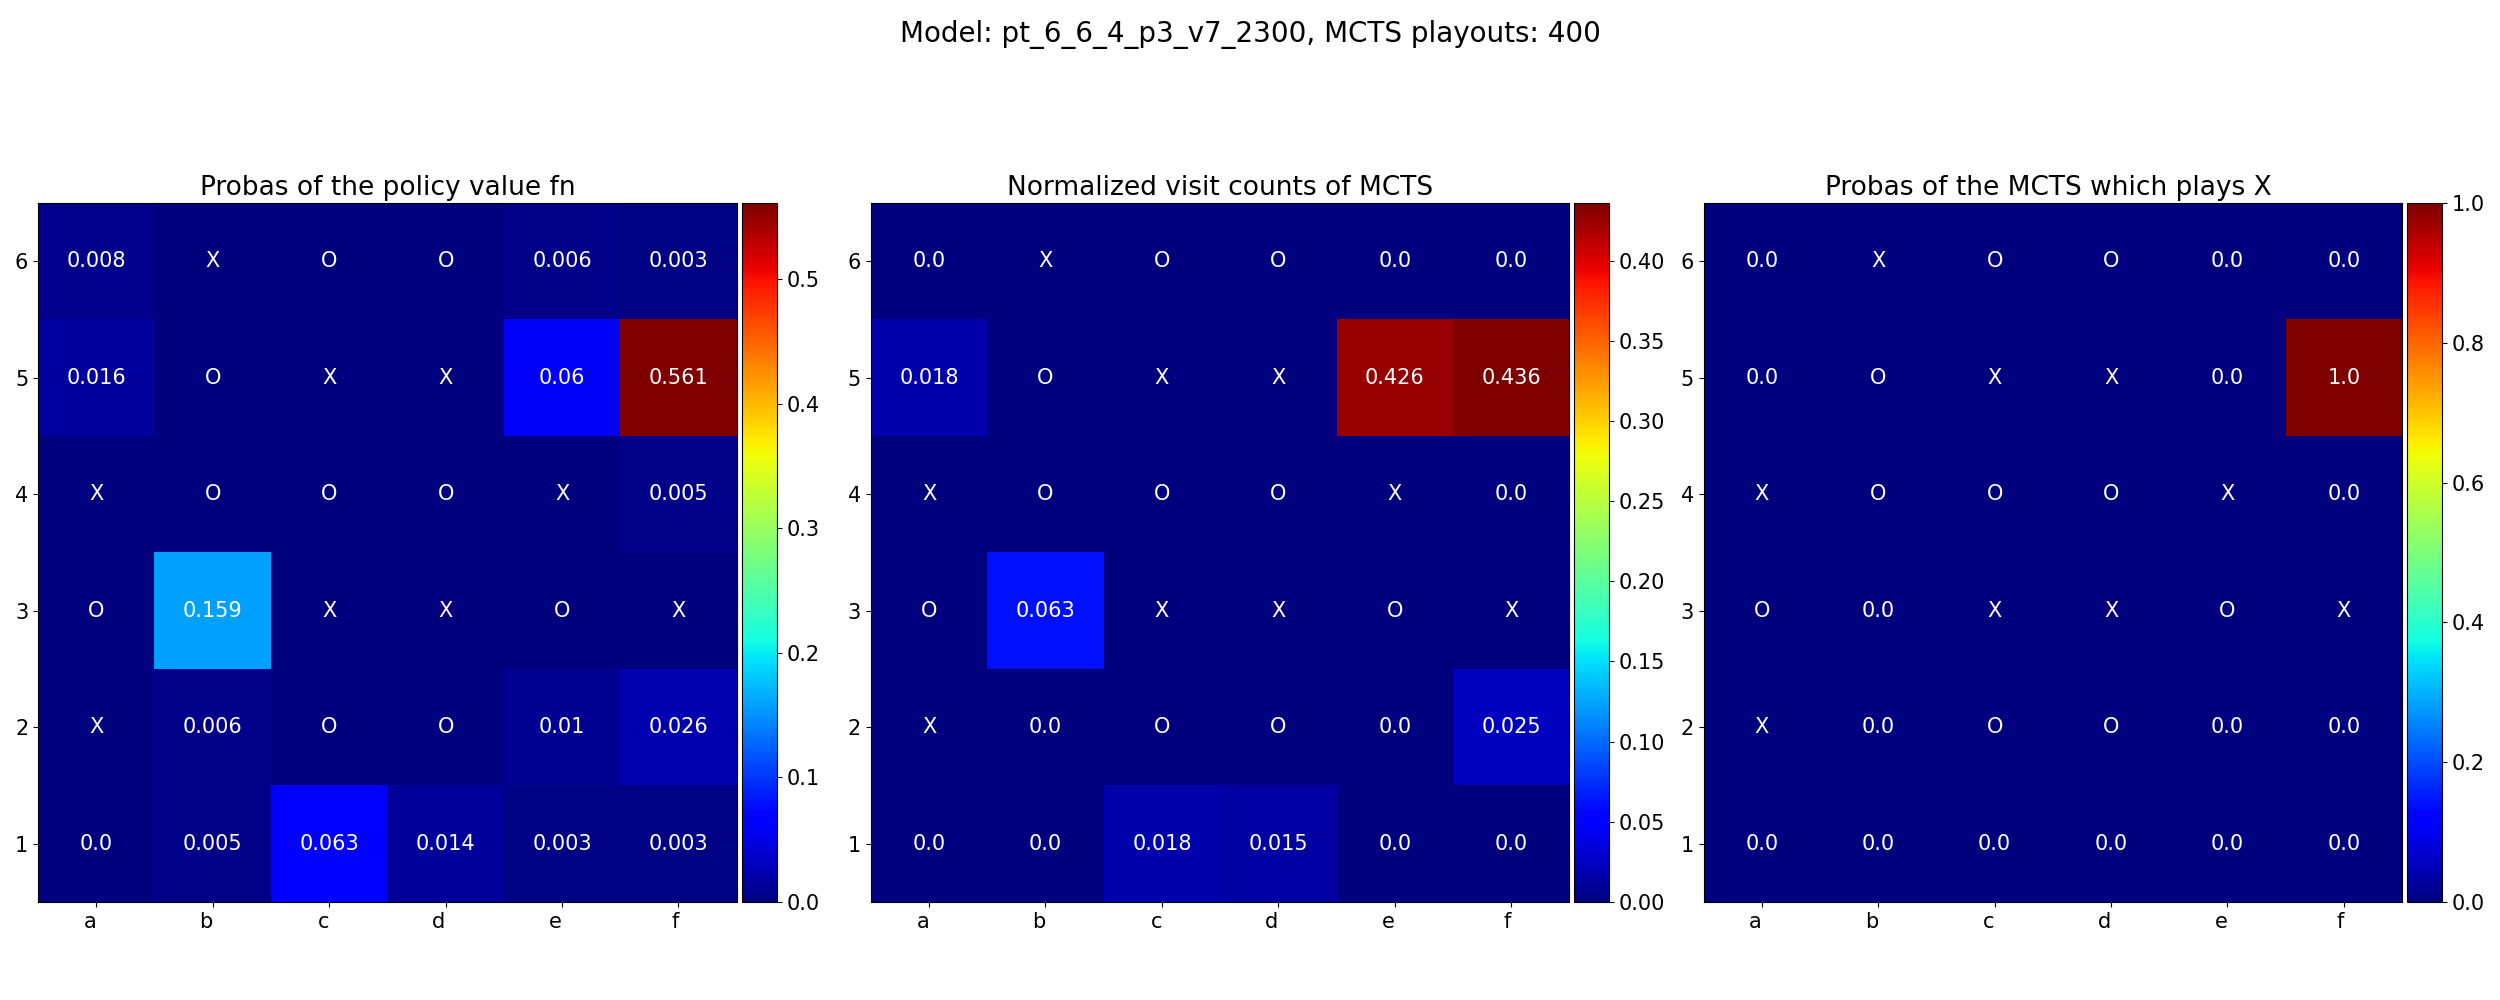 Model: pt_6_6_4_p3_v7_2300, MCTS playouts: 400
Probas of the policy value fn
6 0.008 X O O 0.006 0.003
5 0.016 O X X 0.06 0.561
4 X O O O X 0.005
3 O 0.159 X X O X
2 X 0.006 O O 0.01 0.026
1 0.0 0.005 0.063 0.014 0.003 0.003
a b c d e f
0.5
0.4
0.3
0.2
0.1
0.0
Normalized visit counts of MCTS
6 0.0 X O O 0.0 0.0
5 0.018 O X X 0.426 0.436
4 X O O O X 0.0
3 O 0.063 X X O X
2 X 0.0 O O 0.0 0.025
1 0.0 0.0 0.018 0.015 0.0 0.0
a b c d e f
0.40
0.35
0.30
0.25
0.20
0.15
0.10
0.05
0.00
Probas of the MCTS which plays X
6 0.0 X O O 0.0 0.0
5 0.0 O X X 0.0 1.0
4 X O O O X 0.0
3 O 0.0 X X O X
2 X 0.0 O O 0.0 0.0
1 0.0 0.0 0.0 0.0 0.0 0.0
a b c d e f
1.0
0.8
0.6
0.4
0.2
0.0